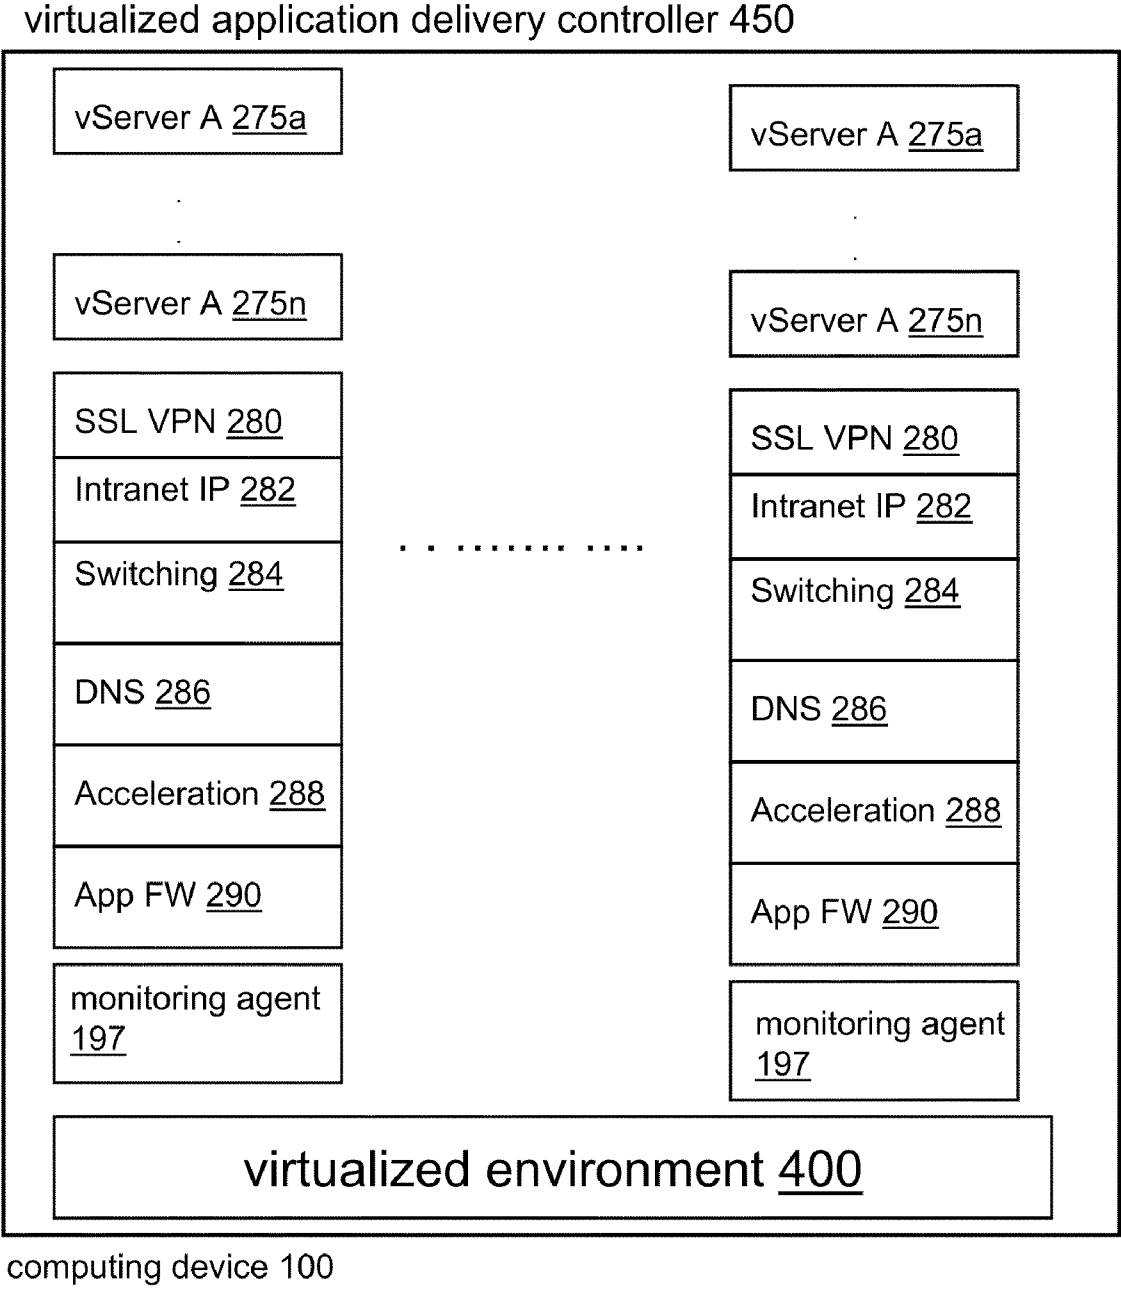 virtualized application delivery controller 450
vServer A 275a
vServer A 275n
SSL VPN 280
Intranet IP 282
Switching 284
DNS 286
Acceleration 288
App FW 290
monitoring agent
197
vServer A 275a
vServer A 275n
SSL VPN 280
Intranet IP 282
Switching 284
DNS 286
Acceleration 288
App FW 290
monitoring agent
197
virtualized environment 400
computing device 100